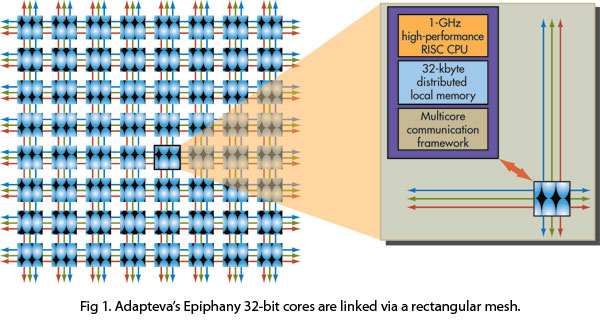 1-GHz
high-performance
RISC CPU
32-kbyte
distributed
local memory
Multicore
communication
framework
Fig 1. Adapteva’s Epiphany 32-bit cores are linked via a rectangular mesh.